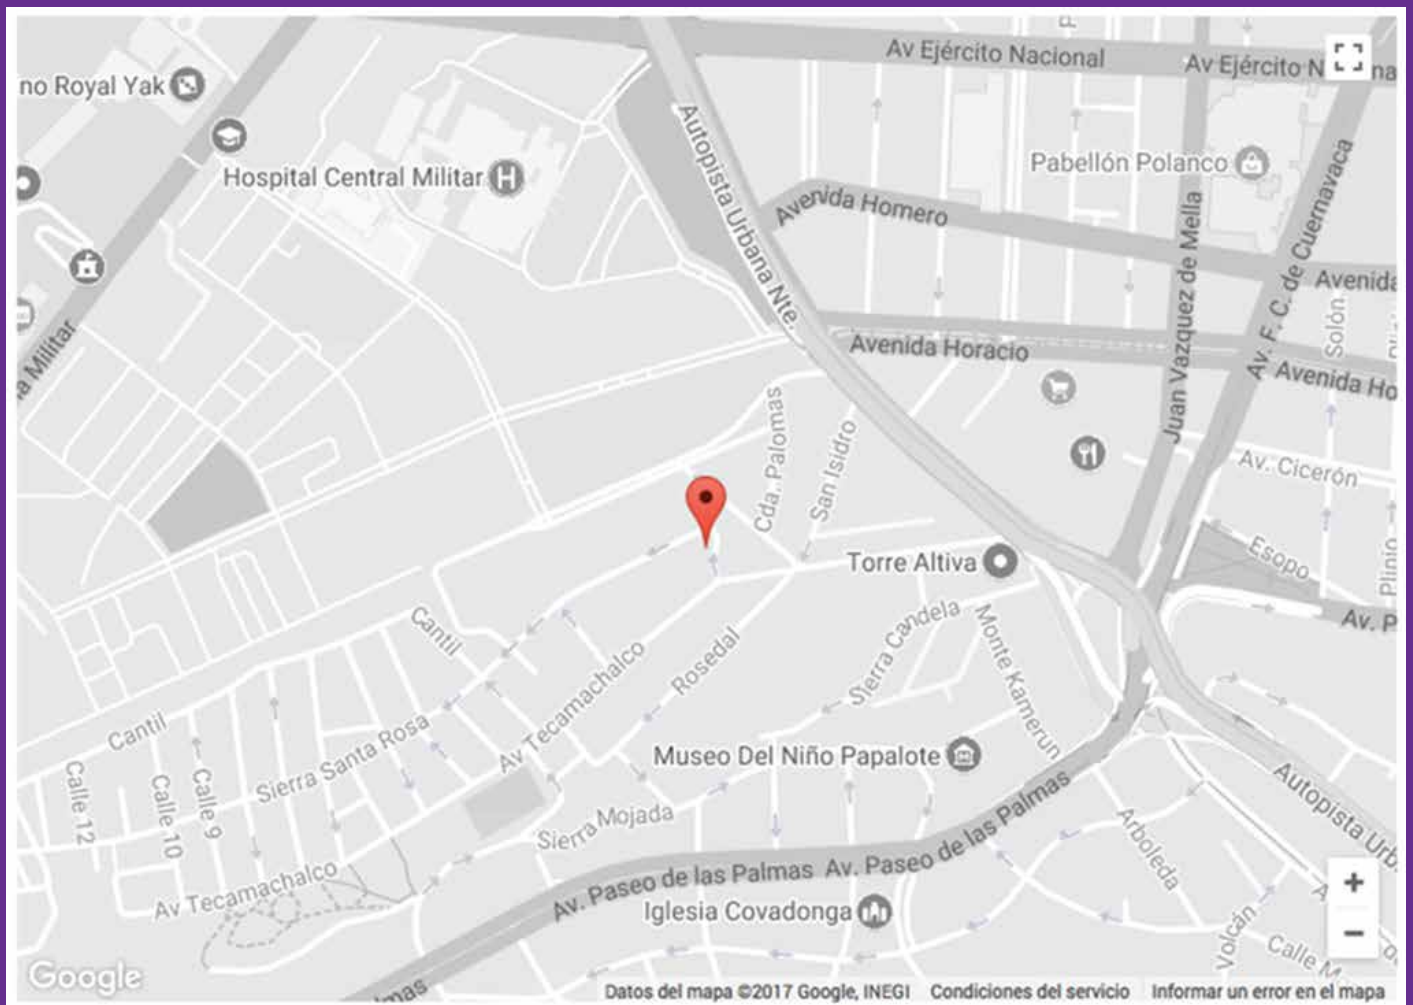 Av Ejército Nacional
no Royal Yak
Hospital Central Militar
H
Autopista Urbana Nte.
Pabellón Polanco
Avenida Homero
Juan Vazquez de Mella
Av. F. C. de Cuernavaca
Avenida
Solón
a Militar
Avenida Horacio
Avenida Ho
Cda. Palomas
San Isidro
Av. Cicerón
Esopo
Plinio
Torre Altiva
Av. P
Cantil
Sierra Candela
Monte Kamerun
Rosedal
Av Tecamachalco
Cantil
Sierra Santa Rosa
Museo Del Niño Papalote
Calle 12
Calle 10
Calle 9
Sierra Mojada
Autopista Urb
Arboleda
Av Tecamachalco
Av. Paseo de las Palmas
Av. Paseo de las Palmas
Iglesia Covadonga
Volcán
Calle M
+
−
Google
mas
Datos del mapa ©2017 Google, INEGI
Condiciones del servicio
Informar un error en el mapa